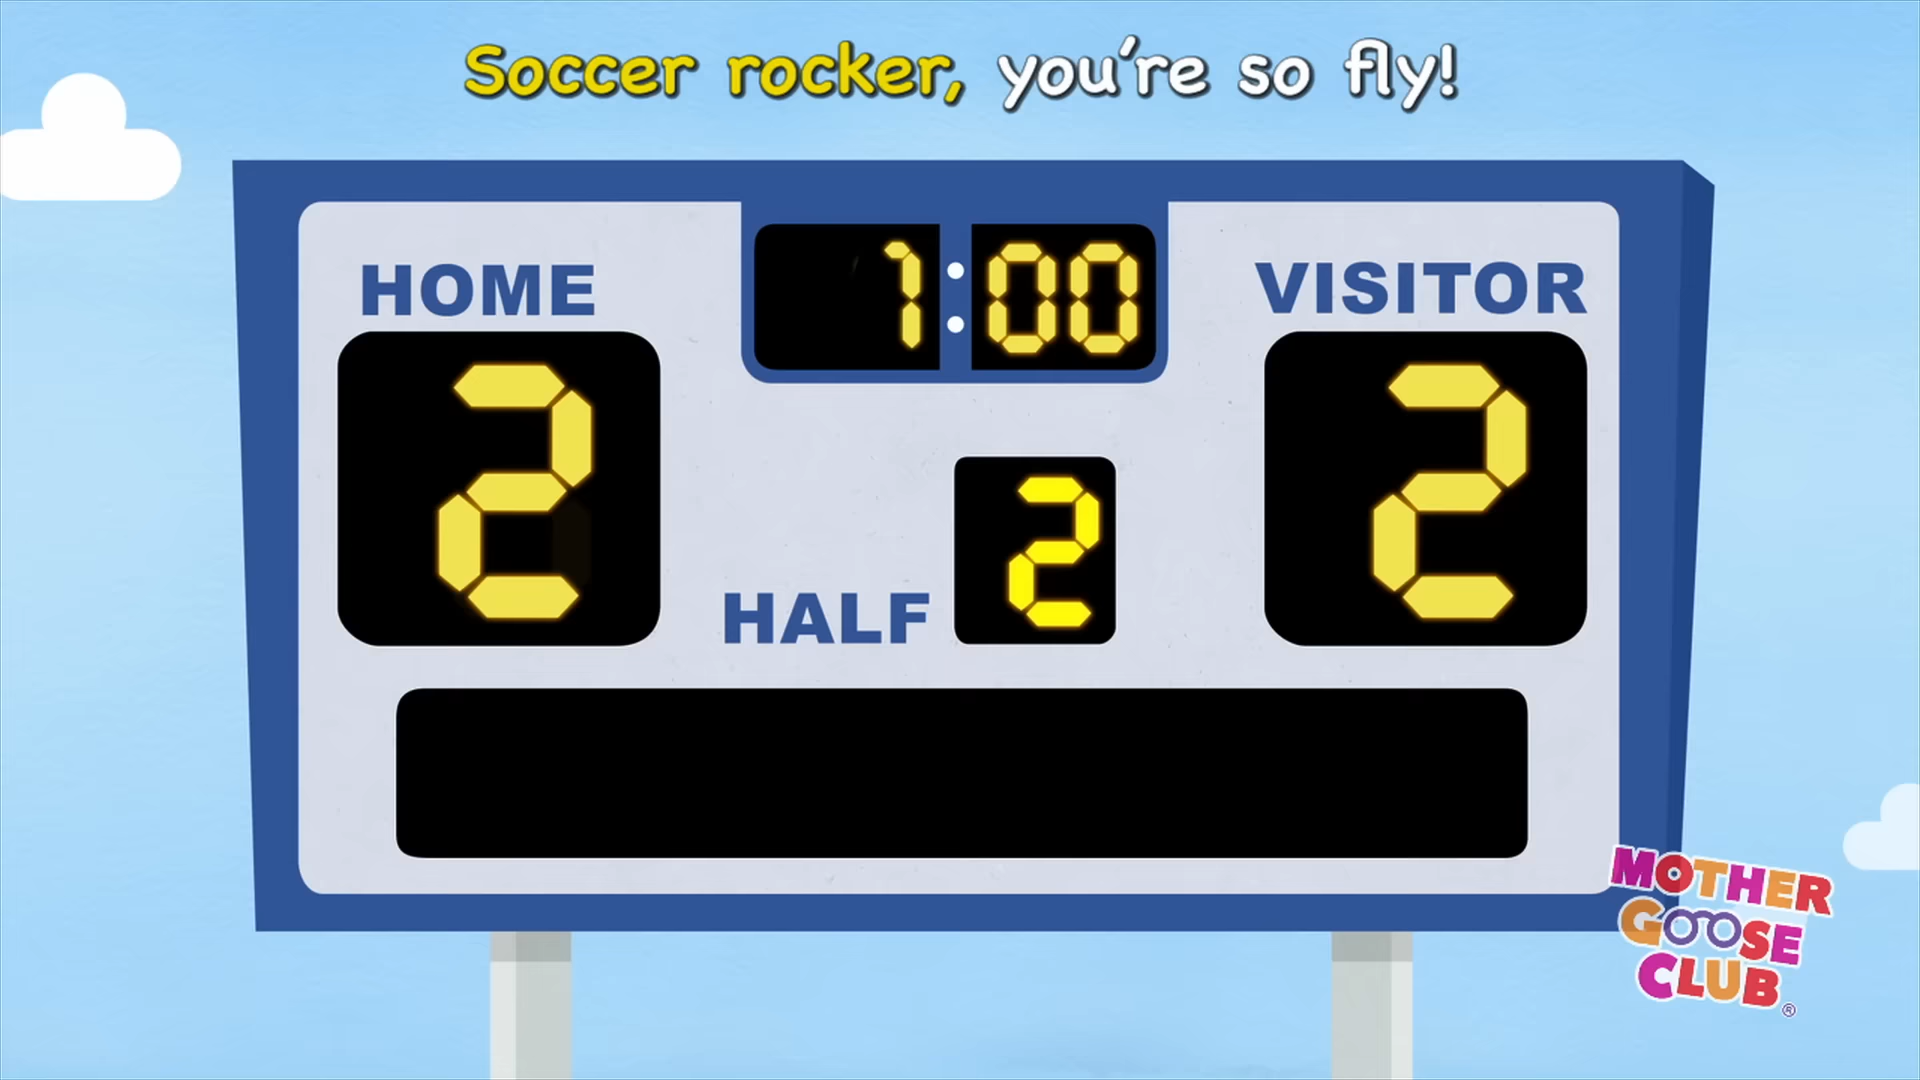 Soccer rocker, you're so fly!
1:00
HOME
VISITOR
2
2
HALF 2
MOTHER
GOOSE
CLUB®